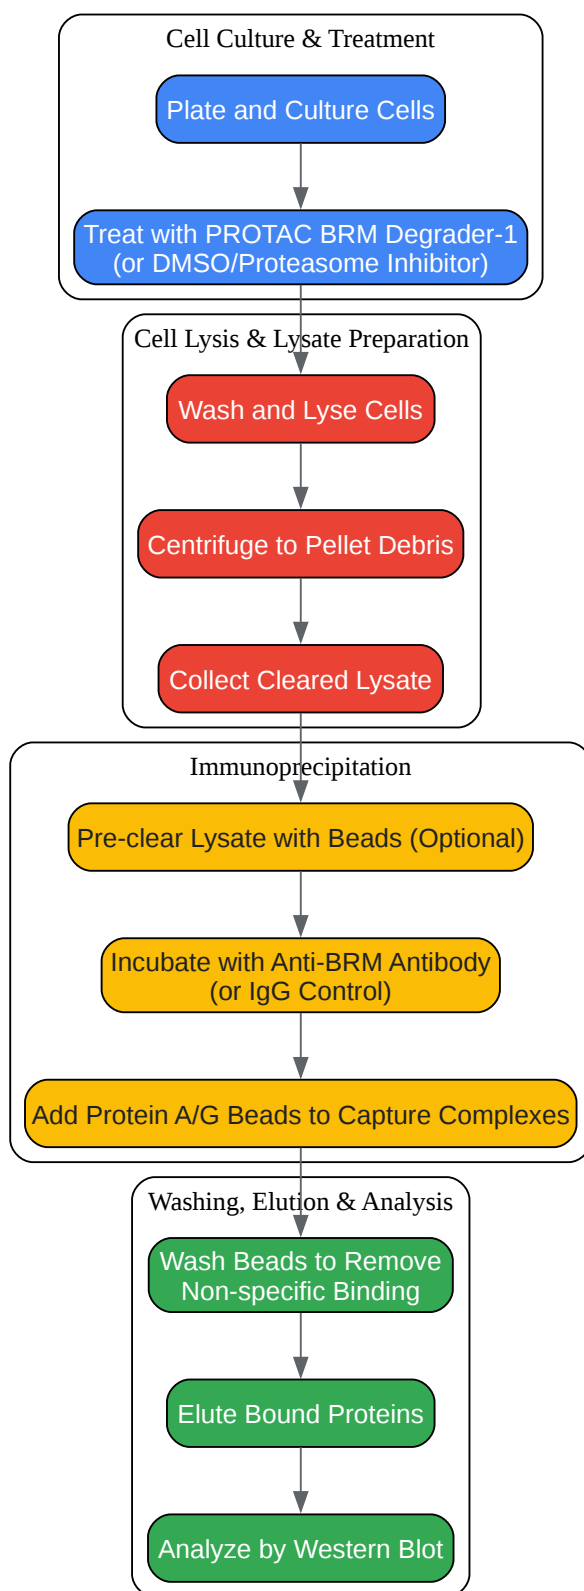 Cell Culture & Treatment
Plate and Culture Cells
Treat with PROTAC BRM Degrader-1
(or DMSO/Proteasome Inhibitor)
Cell Lysis & Lysate Preparation
Wash and Lyse Cells
Centrifuge to Pellet Debris
Collect Cleared Lysate
Immunoprecipitation
Pre-clear Lysate with Beads (Optional)
Incubate with Anti-BRM Antibody
(or IgG Control)
Add Protein A/G Beads to Capture Complexes
Washing, Elution & Analysis
Wash Beads to Remove
Non-specific Binding
Elute Bound Proteins
Analyze by Western Blot